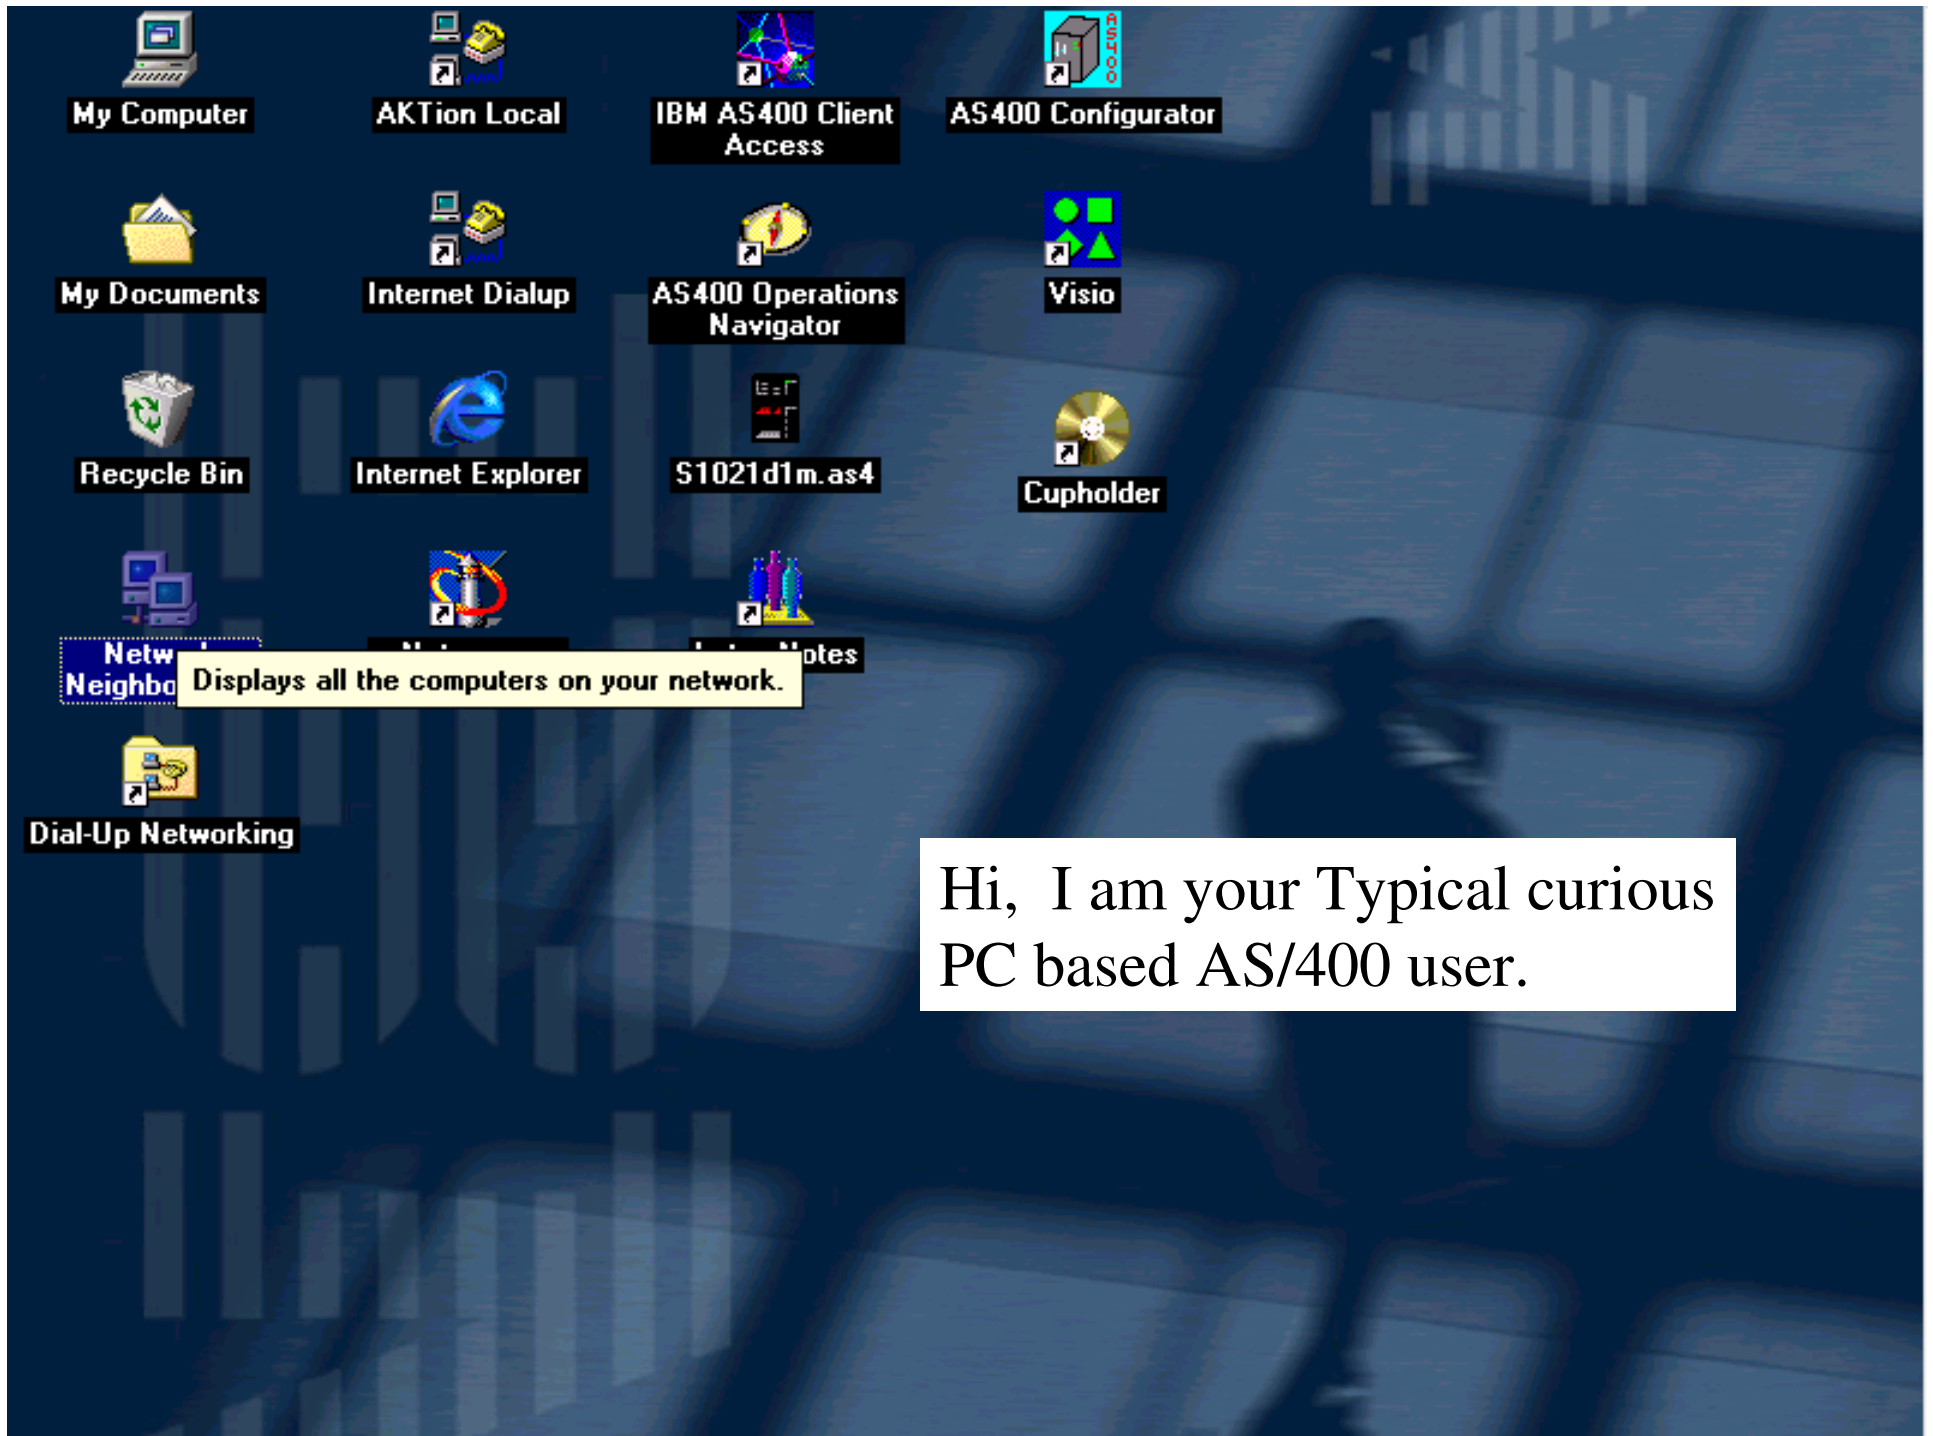 My Computer
AKTion Local
IBM AS400 Client
Access
AS400 Configurator
AS400
My Documents
Internet Dialup
AS400 Operations
Navigator
Visio
Recycle Bin
Internet Explorer
S1021d1m.as4
Cupholder
Displays all the computers on your network.
Dial-Up Networking
Hi, I am your Typical curious
PC based AS/400 user.